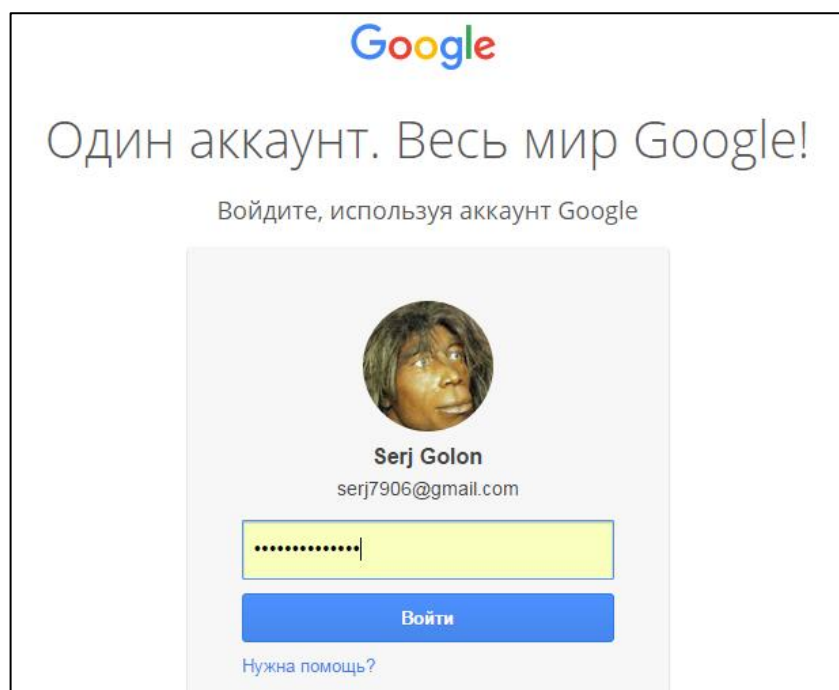 Google
Один аккаунт. Весь мир Google!
Войдите, используя аккаунт Google
Serj Golon
serj7906@gmail.com
••••••••••••••
Войти
Нужна помощь?